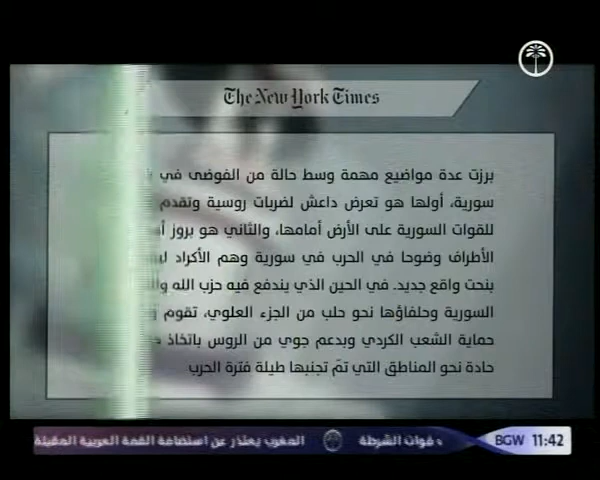 The New York Times
برزت عدة مواضيع مهمة وسط حالة من الفوضى في
سورية، أولها هو تعرض داعش لضربات روسية وتقدم
للقوات السورية على الأرض أمامها، والثاني هو بروز
الأطراف وضوحا في الحرب في سورية وهم الأكراد
بنحت واقع جديد. في الحين الذي يندفع فيه حزب الله
السورية وحلفاؤها نحو حلب من الجزء العلوي، تقوم
حماية الشعب الكردي وبدعم جوي من الروس باتخاذ
حادة نحو المناطق التي تمّ تجنبها طيلة فترة الحرب
قوات الشرطة المغرب يعتذر عن استضافة القمة العربية المقبلة
BGW 11:42